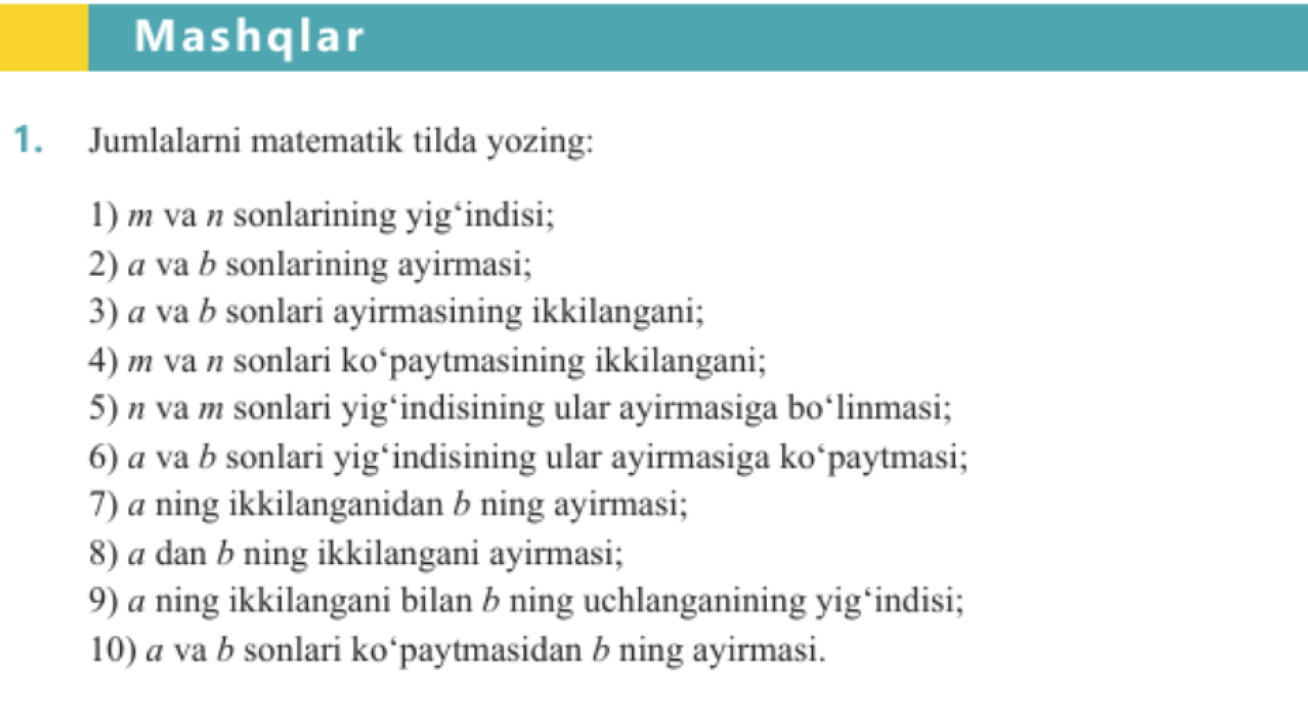 Mashqlar
1. Jumlalarni matematik tilda yozing:
1) m va n sonlarining yig‘indisi;
2) a va b sonlarining ayirmasi;
3) a va b sonlari ayirmasining ikkilangani;
4) m va n sonlari ko‘paytmasining ikkilangani;
5) n va m sonlari yig‘indisining ular ayirmasiga bo‘linmasi;
6) a va b sonlari yig‘indisining ular ayirmasiga ko‘paytmasi;
7) a ning ikkilanganidan b ning ayirmasi;
8) a dan b ning ikkilangani ayirmasi;
9) a ning ikkilangani bilan b ning uchlanganining yig‘indisi;
10) a va b sonlari ko‘paytmasidan b ning ayirmasi.